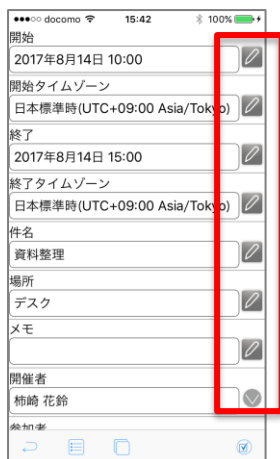 docomo 15:42 100%
開始
2017年8月14日 10:00
開始タイムゾーン
日本標準時(UTC+09:00 Asia/Tokyo)
終了
2017年8月14日 15:00
終了タイムゾーン
日本標準時(UTC+09:00 Asia/Tokyo)
件名
資料整理
場所
デスク
メモ
開催者
柿崎 花鈴
参加者